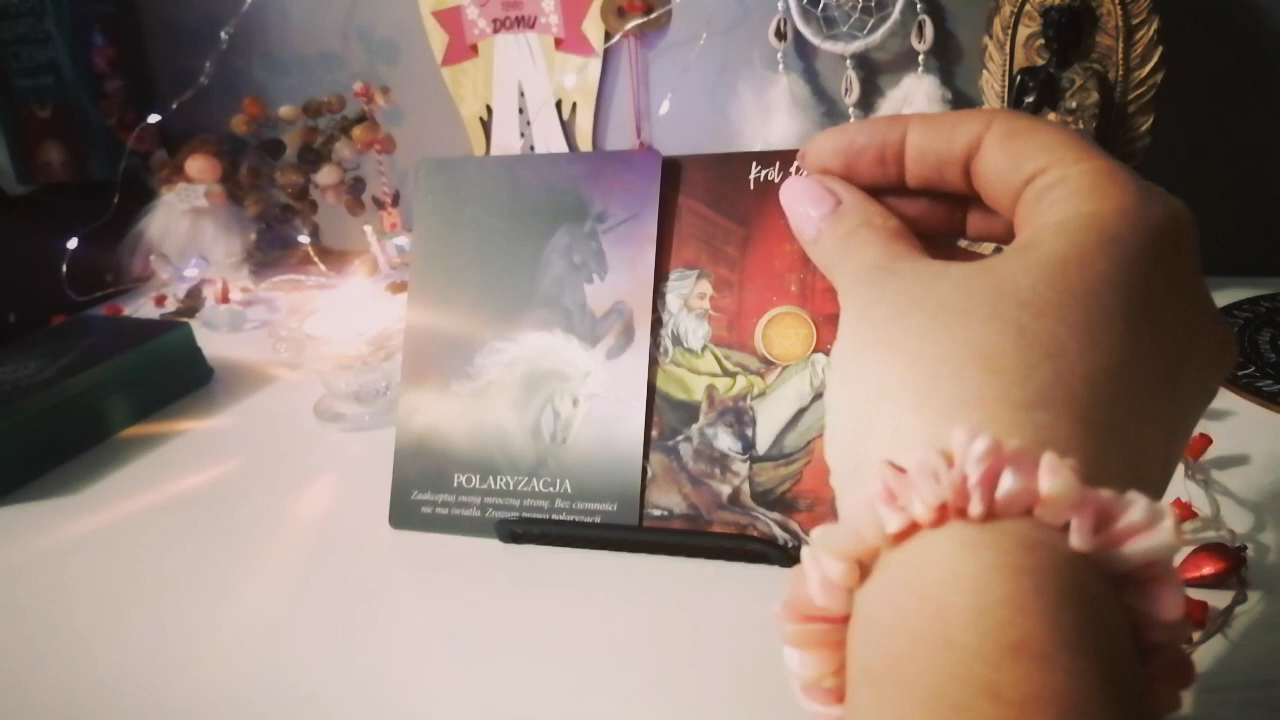 DOMU
Król
POLARYZACJA
Zaakceptuj swoją mroczną stronę. Bez ciemności
nie ma światła. Zrozum prawo polaryzacji